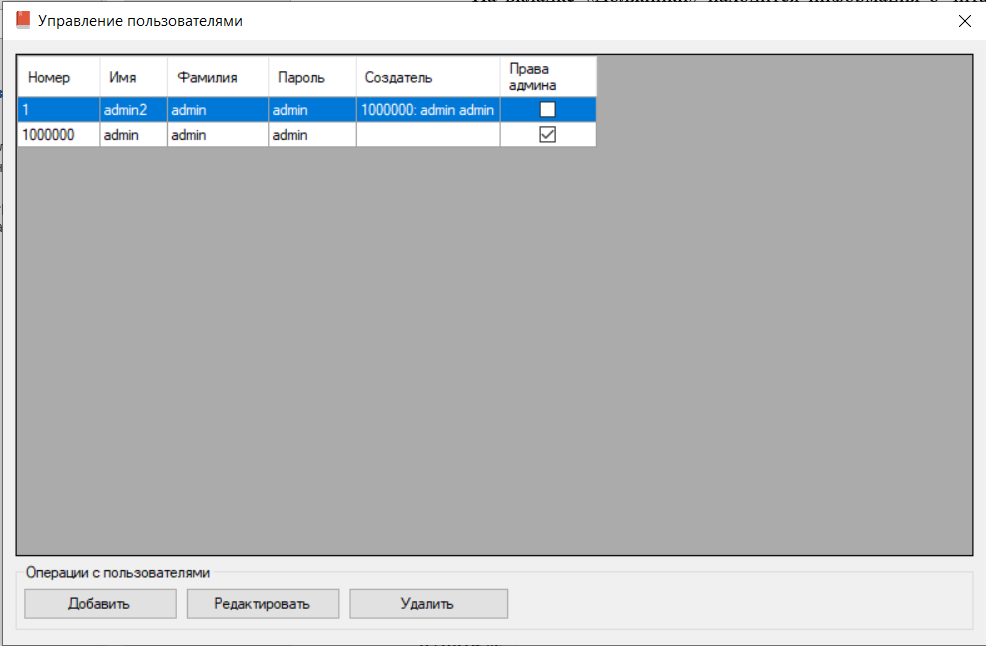 Управление пользователями
Номер Имя Фамилия Пароль Создатель Права
админа
1 admin2 admin admin 1000000: admin admin
1000000 admin admin admin
Операции с пользователями
Добавить Редактировать Удалить